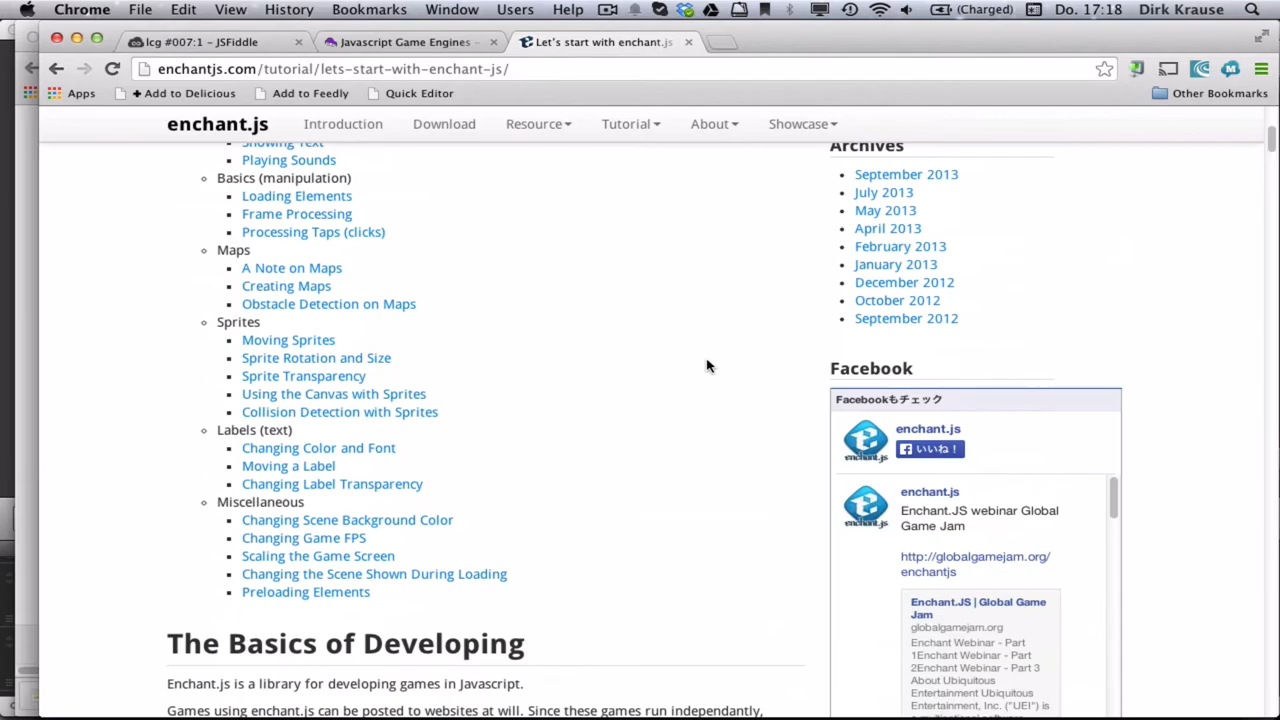 Chrome File Edit View History Bookmarks Window Users Help (Charged) Do. 17:18 Dirk Krause
lcg #007:1 – JSFiddle
Javascript Game Engines -
Let's start with enchant.js
enchantjs.com/tutorial/lets-start-with-enchant-js/
Apps + Add to Delicious Add to Feedly Quick Editor Other Bookmarks
enchant.js Introduction Download Resource Tutorial About Showcase
Showing Text
Playing Sounds
Basics (manipulation)
Loading Elements
Frame Processing
Processing Taps (clicks)
Maps
A Note on Maps
Creating Maps
Obstacle Detection on Maps
Sprites
Moving Sprites
Sprite Rotation and Size
Sprite Transparency
Using the Canvas with Sprites
Collision Detection with Sprites
Labels (text)
Changing Color and Font
Moving a Label
Changing Label Transparency
Miscellaneous
Changing Scene Background Color
Changing Game FPS
Scaling the Game Screen
Changing the Scene Shown During Loading
Preloading Elements
The Basics of Developing
Enchant.js is a library for developing games in Javascript.
Games using enchant.js can be posted to websites at will. Since these games run independently,
Archives
September 2013
July 2013
May 2013
April 2013
February 2013
January 2013
December 2012
October 2012
September 2012
Facebook
Facebookもチェック
enchant.js
enchant.js
いいね！
enchant.js
enchant.js
Enchant.JS webinar Global
Game Jam
http://globalgamejam.org/
enchantjs
Enchant.JS | Global Game
Jam
globalgamejam.org
Enchant Webinar - Part
1Enchant Webinar - Part
2Enchant Webinar - Part 3
About Ubiquitous
Entertainment Ubiquitous
Entertainment, Inc. ("UEI") is